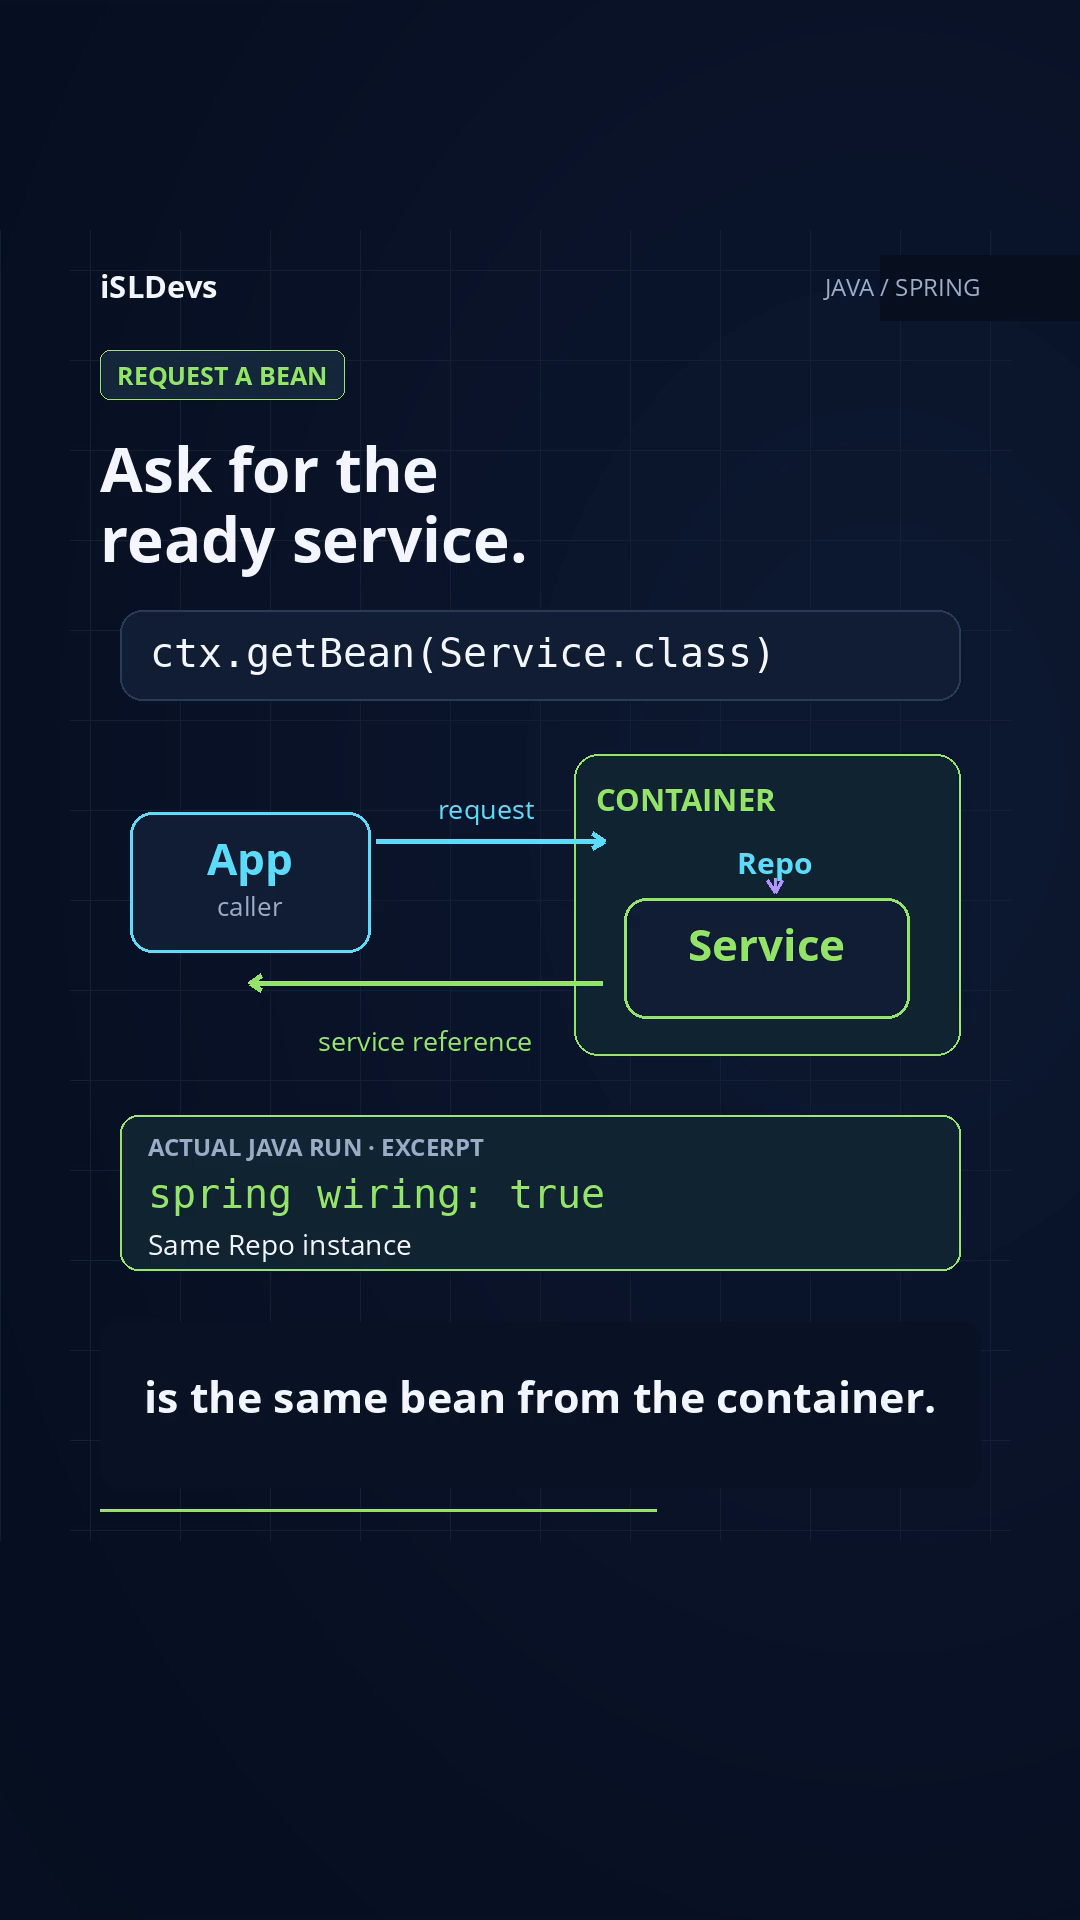 iSLDevs
JAVA / SPRING
REQUEST A BEAN
Ask for the
ready service.
ctx.getBean(Service.class)
CONTAINER
request
Repo
App
caller
Service
service reference
ACTUAL JAVA RUN · EXCERPT
spring wiring: true
Same Repo instance
is the same bean from the container.